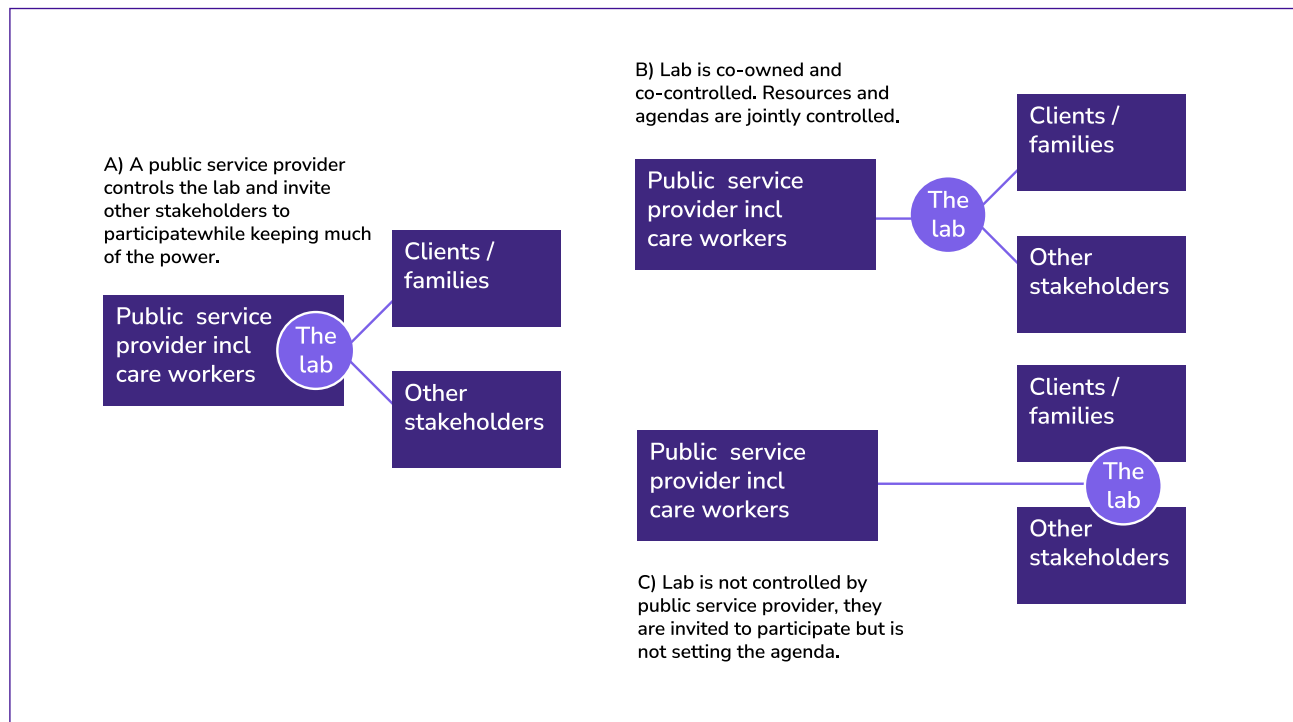 A) A public service provider
controls the lab and invite
other stakeholders to
participatewhile keeping much
of the power.
Public service
provider incl
care workers
The
lab
Clients /
families
Other
stakeholders
B) Lab is co-owned and
co-controlled. Resources and
agendas are jointly controlled.
Public service
provider incl
care workers
The
lab
Clients /
families
Other
stakeholders
Public service
provider incl
care workers
Clients /
families
The
lab
Other
stakeholders
C) Lab is not controlled by
public service provider, they
are invited to participate but is
not setting the agenda.